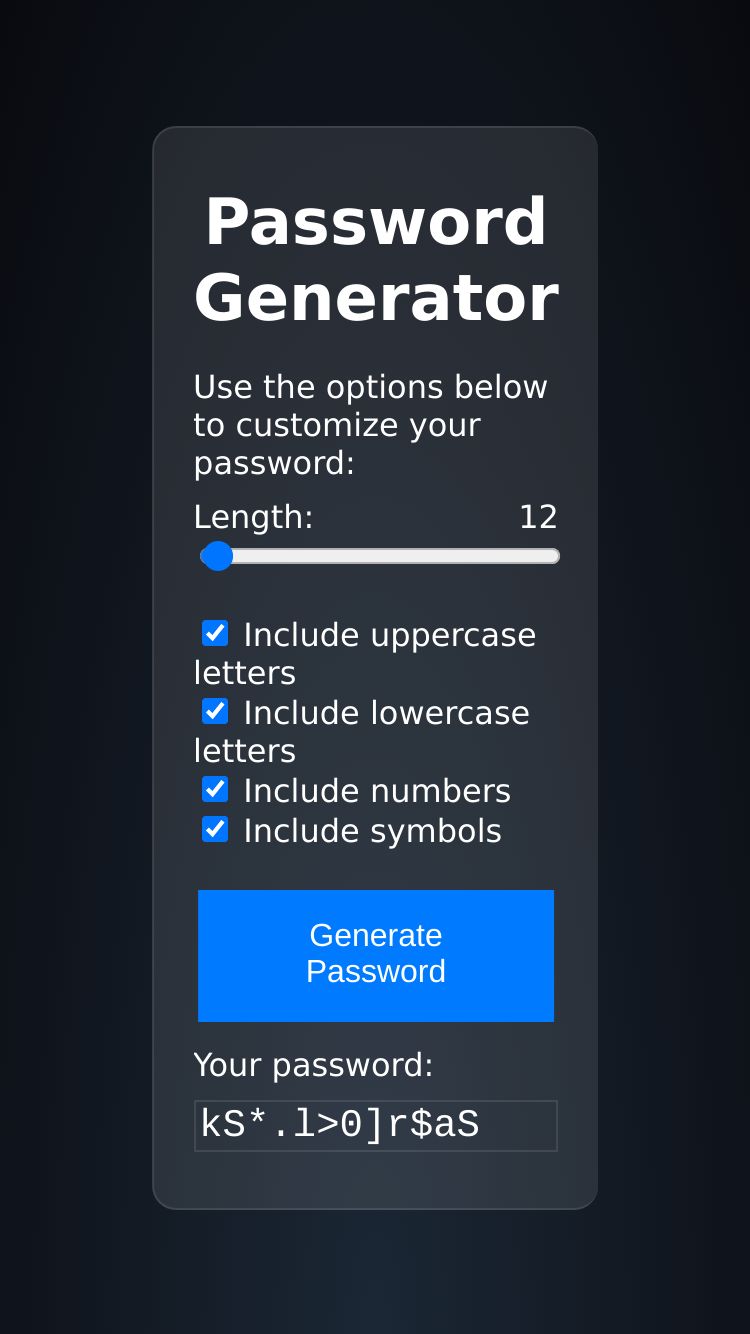 Password
Generator
Use the options below
to customize your
password:
Length: 12
Include uppercase
letters
Include lowercase
letters
Include numbers
Include symbols
Generate
Password
Your password:
kS*.l>0]r$aS